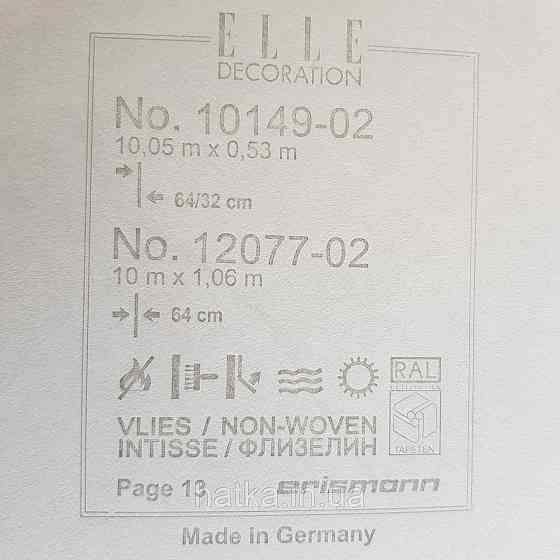 ELLE
DECORATION
No. 10149-02
10,05 m x 0,53 m
64/32 cm
No. 12077-02
10 m x 1,06 m
64 cm
RAL
VLIES / NON-WOVEN
INTISSE / ФЛИЗЕЛИН
TAPETEN
Page 13
erismann
natka.in.ua
Made in Germany